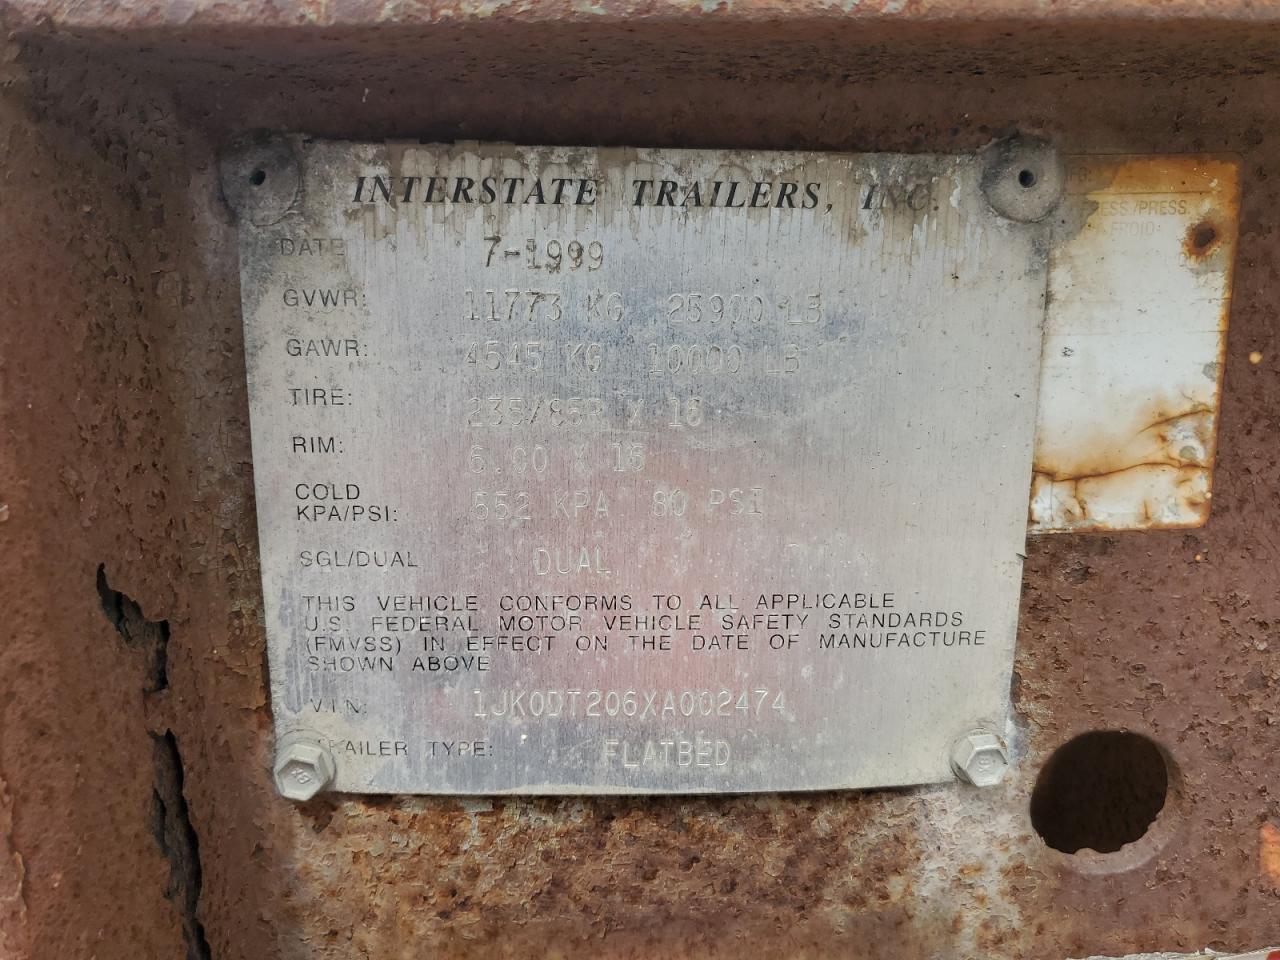 INTERSTATE TRAILERS, INC.
DATE 7-1999
GVWR: 11773 KG 25900 LB
GAWR: 4545 KG 10000 LB
TIRE: 235/85R X 16
RIM: 6.00 X 16
COLD
KPA/PSI: 552 KPA 80 PSI
SGL/DUAL DUAL
THIS VEHICLE CONFORMS TO ALL APPLICABLE
U.S. FEDERAL MOTOR VEHICLE SAFETY STANDARDS
(FMVSS) IN EFFECT ON THE DATE OF MANUFACTURE
SHOWN ABOVE
V.I.N: 1JK0DT206XA002474
TRAILER TYPE: FLATBED
ESS./PRESS.
FROID: